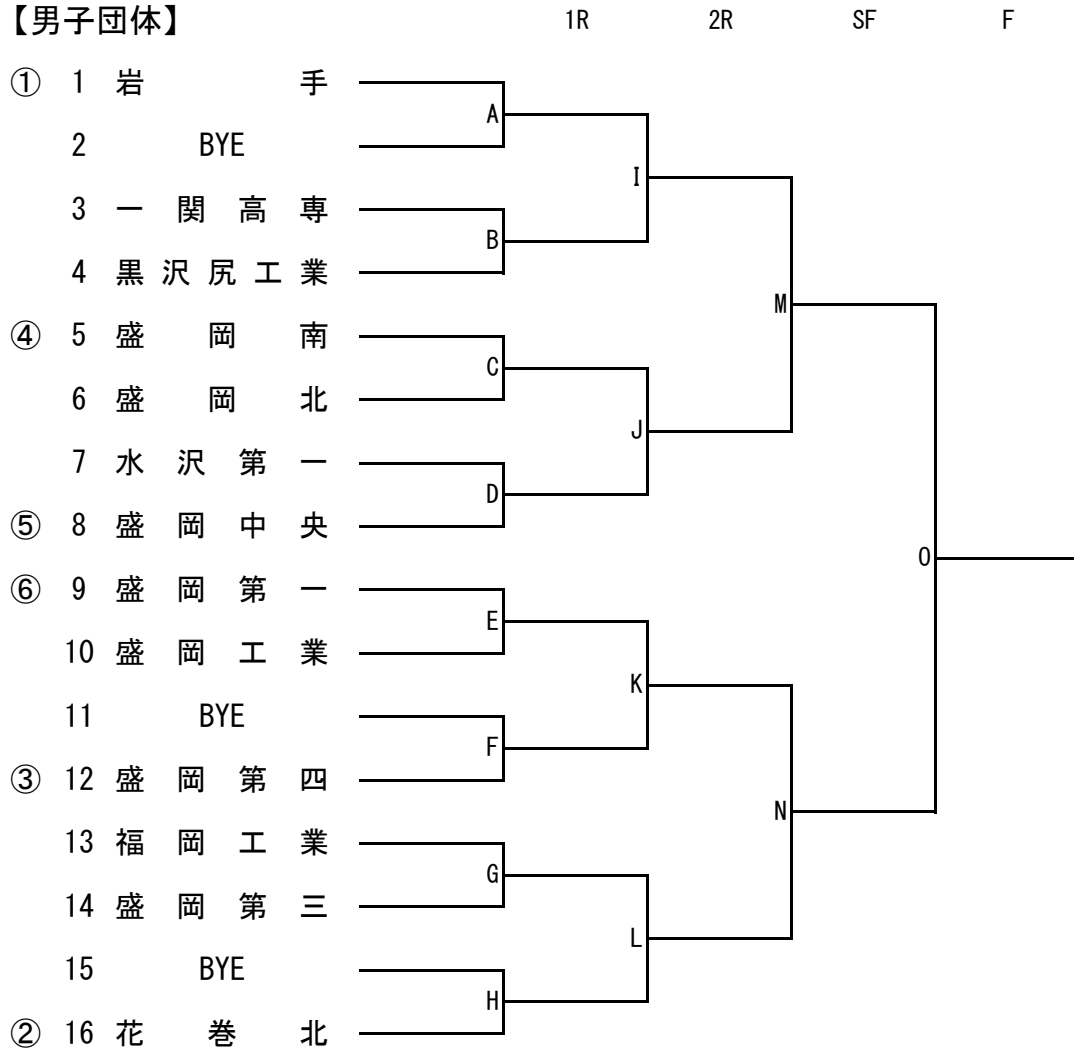 【男子団体】 1R 2R SF F
① 1 岩手
A
2 BYE
I
3 一関高専
B
4 黒沢尻工業
M
④ 5 盛岡南
C
6 盛岡北
J
7 水沢第一
D
⑤ 8 盛岡中央
O
⑥ 9 盛岡第一
E
10 盛岡工業
K
11 BYE
F
③ 12 盛岡第四
N
13 福岡工業
G
14 盛岡第三
L
15 BYE
H
② 16 花巻北